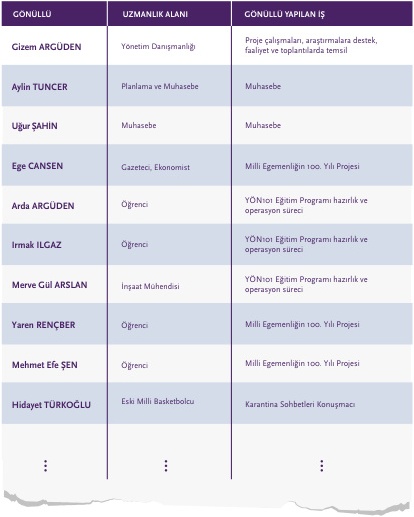 GÖNÜLLÜ UZMANLIK ALANI GÖNÜLLÜ YAPILAN İŞ
Gizem ARGÜDEN Yönetim Danışmanlığı Proje çalışmaları, araştırmalara destek,
faaliyet ve toplantılarda temsil
Aylin TUNCER Planlama ve Muhasebe Muhasebe
Uğur ŞAHİN Muhasebe Muhasebe
Ege CANSEN Gazeteci, Ekonomist Milli Egemenliğin 100. Yılı Projesi
Arda ARGÜDEN Öğrenci YÖN101 Eğitim Programı hazırlık ve
operasyon süreci
Irmak ILGAZ Öğrenci YÖN101 Eğitim Programı hazırlık ve
operasyon süreci
Merve Gül ARSLAN İnşaat Mühendisi YÖN101 Eğitim Programı hazırlık ve
operasyon süreci
Yaren RENÇBER Öğrenci Milli Egemenliğin 100. Yılı Projesi
Mehmet Efe ŞEN Öğrenci Milli Egemenliğin 100. Yılı Projesi
Hidayet TÜRKOĞLU Eski Milli Basketbolcu Karantina Sohbetleri Konuşmacı